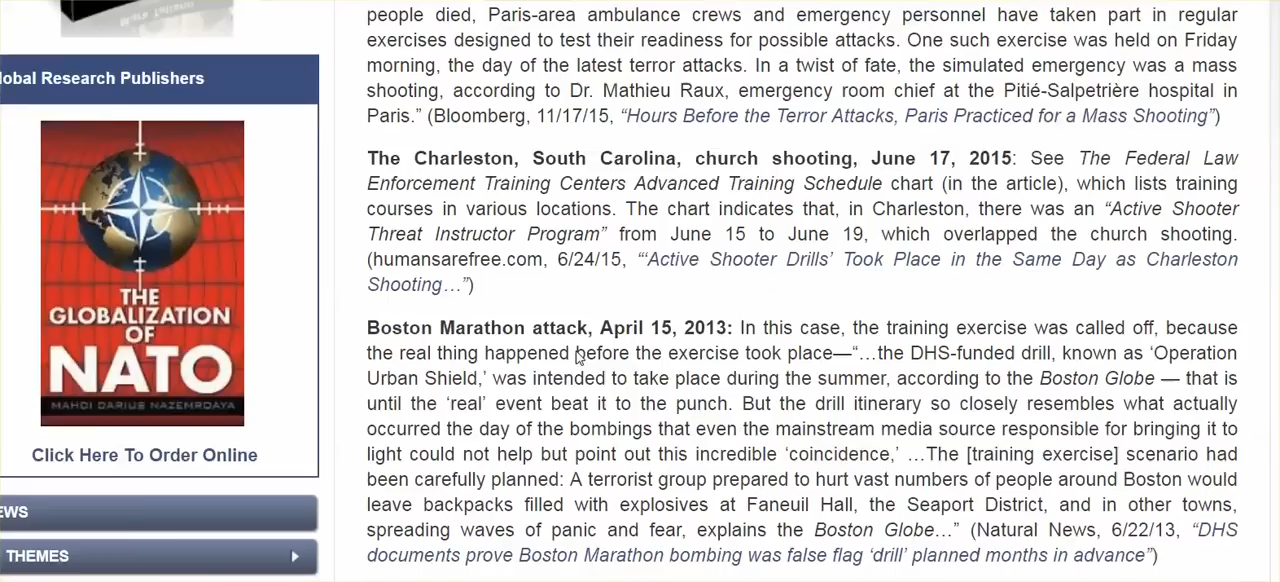 people died, Paris-area ambulance crews and emergency personnel have taken part in regular
exercises designed to test their readiness for possible attacks. One such exercise was held on Friday
morning, the day of the latest terror attacks. In a twist of fate, the simulated emergency was a mass
shooting, according to Dr. Mathieu Raux, emergency room chief at the Pitié-Salpetrière hospital in
Paris.” (Bloomberg, 11/17/15, “Hours Before the Terror Attacks, Paris Practiced for a Mass Shooting”)
The Charleston, South Carolina, church shooting, June 17, 2015: See The Federal Law
Enforcement Training Centers Advanced Training Schedule chart (in the article), which lists training
courses in various locations. The chart indicates that, in Charleston, there was an “Active Shooter
Threat Instructor Program” from June 15 to June 19, which overlapped the church shooting.
(humansarefree.com, 6/24/15, “‘Active Shooter Drills’ Took Place in the Same Day as Charleston
Shooting…”)
Boston Marathon attack, April 15, 2013: In this case, the training exercise was called off, because
the real thing happened before the exercise took place—“…the DHS-funded drill, known as ‘Operation
Urban Shield,’ was intended to take place during the summer, according to the Boston Globe — that is
until the ‘real’ event beat it to the punch. But the drill itinerary so closely resembles what actually
occurred the day of the bombings that even the mainstream media source responsible for bringing it to
light could not help but point out this incredible ‘coincidence,’ …The [training exercise] scenario had
been carefully planned: A terrorist group prepared to hurt vast numbers of people around Boston would
leave backpacks filled with explosives at Faneuil Hall, the Seaport District, and in other towns,
spreading waves of panic and fear, explains the Boston Globe…” (Natural News, 6/22/13, “DHS
documents prove Boston Marathon bombing was false flag ‘drill’ planned months in advance”)
lobal Research Publishers
THE
GLOBALIZATION
OF
NATO
MAHDI DARIUS NAZEMROAYA
Click Here To Order Online
EWS
THEMES